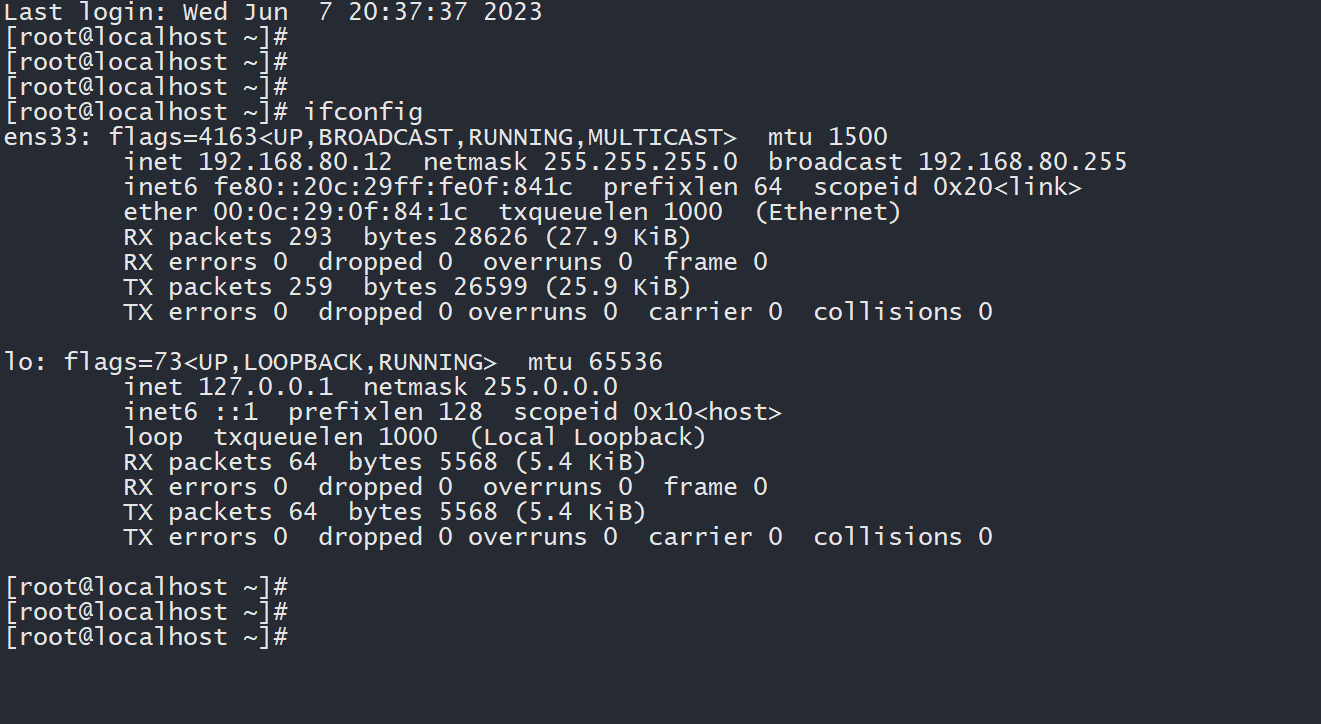 Last login: Wed Jun  7 20:37:37 2023
[root@localhost ~]#
[root@localhost ~]#
[root@localhost ~]#
[root@localhost ~]# ifconfig
ens33: flags=4163<UP,BROADCAST,RUNNING,MULTICAST>  mtu 1500
        inet 192.168.80.12  netmask 255.255.255.0  broadcast 192.168.80.255
        inet6 fe80::20c:29ff:fe0f:841c  prefixlen 64  scopeid 0x20<link>
        ether 00:0c:29:0f:84:1c  txqueuelen 1000  (Ethernet)
        RX packets 293  bytes 28626 (27.9 KiB)
        RX errors 0  dropped 0  overruns 0  frame 0
        TX packets 259  bytes 26599 (25.9 KiB)
        TX errors 0  dropped 0 overruns 0  carrier 0  collisions 0

lo: flags=73<UP,LOOPBACK,RUNNING>  mtu 65536
        inet 127.0.0.1  netmask 255.0.0.0
        inet6 ::1  prefixlen 128  scopeid 0x10<host>
        loop  txqueuelen 1000  (Local Loopback)
        RX packets 64  bytes 5568 (5.4 KiB)
        RX errors 0  dropped 0  overruns 0  frame 0
        TX packets 64  bytes 5568 (5.4 KiB)
        TX errors 0  dropped 0 overruns 0  carrier 0  collisions 0

[root@localhost ~]#
[root@localhost ~]#
[root@localhost ~]#